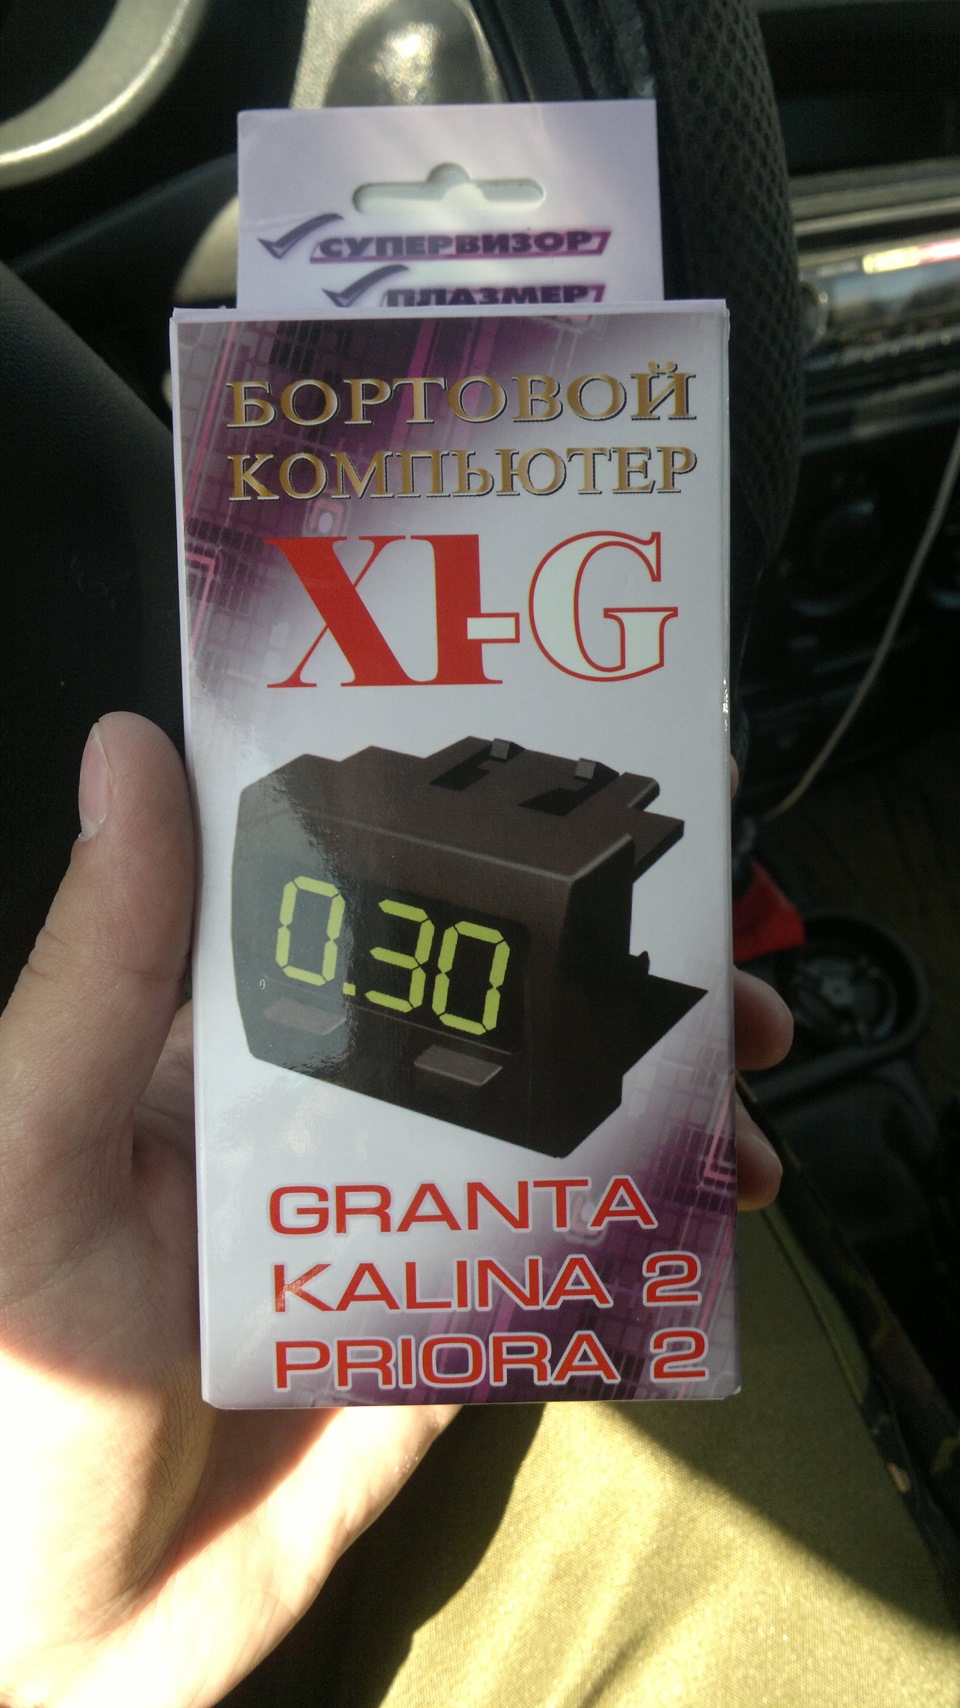 СУПЕРВИЗОР
ПЛАЗМЕР
БОРТОВОЙ
КОМПЬЮТЕР
X1-G
0.30
GRANTA
KALINA 2
PRIORA 2